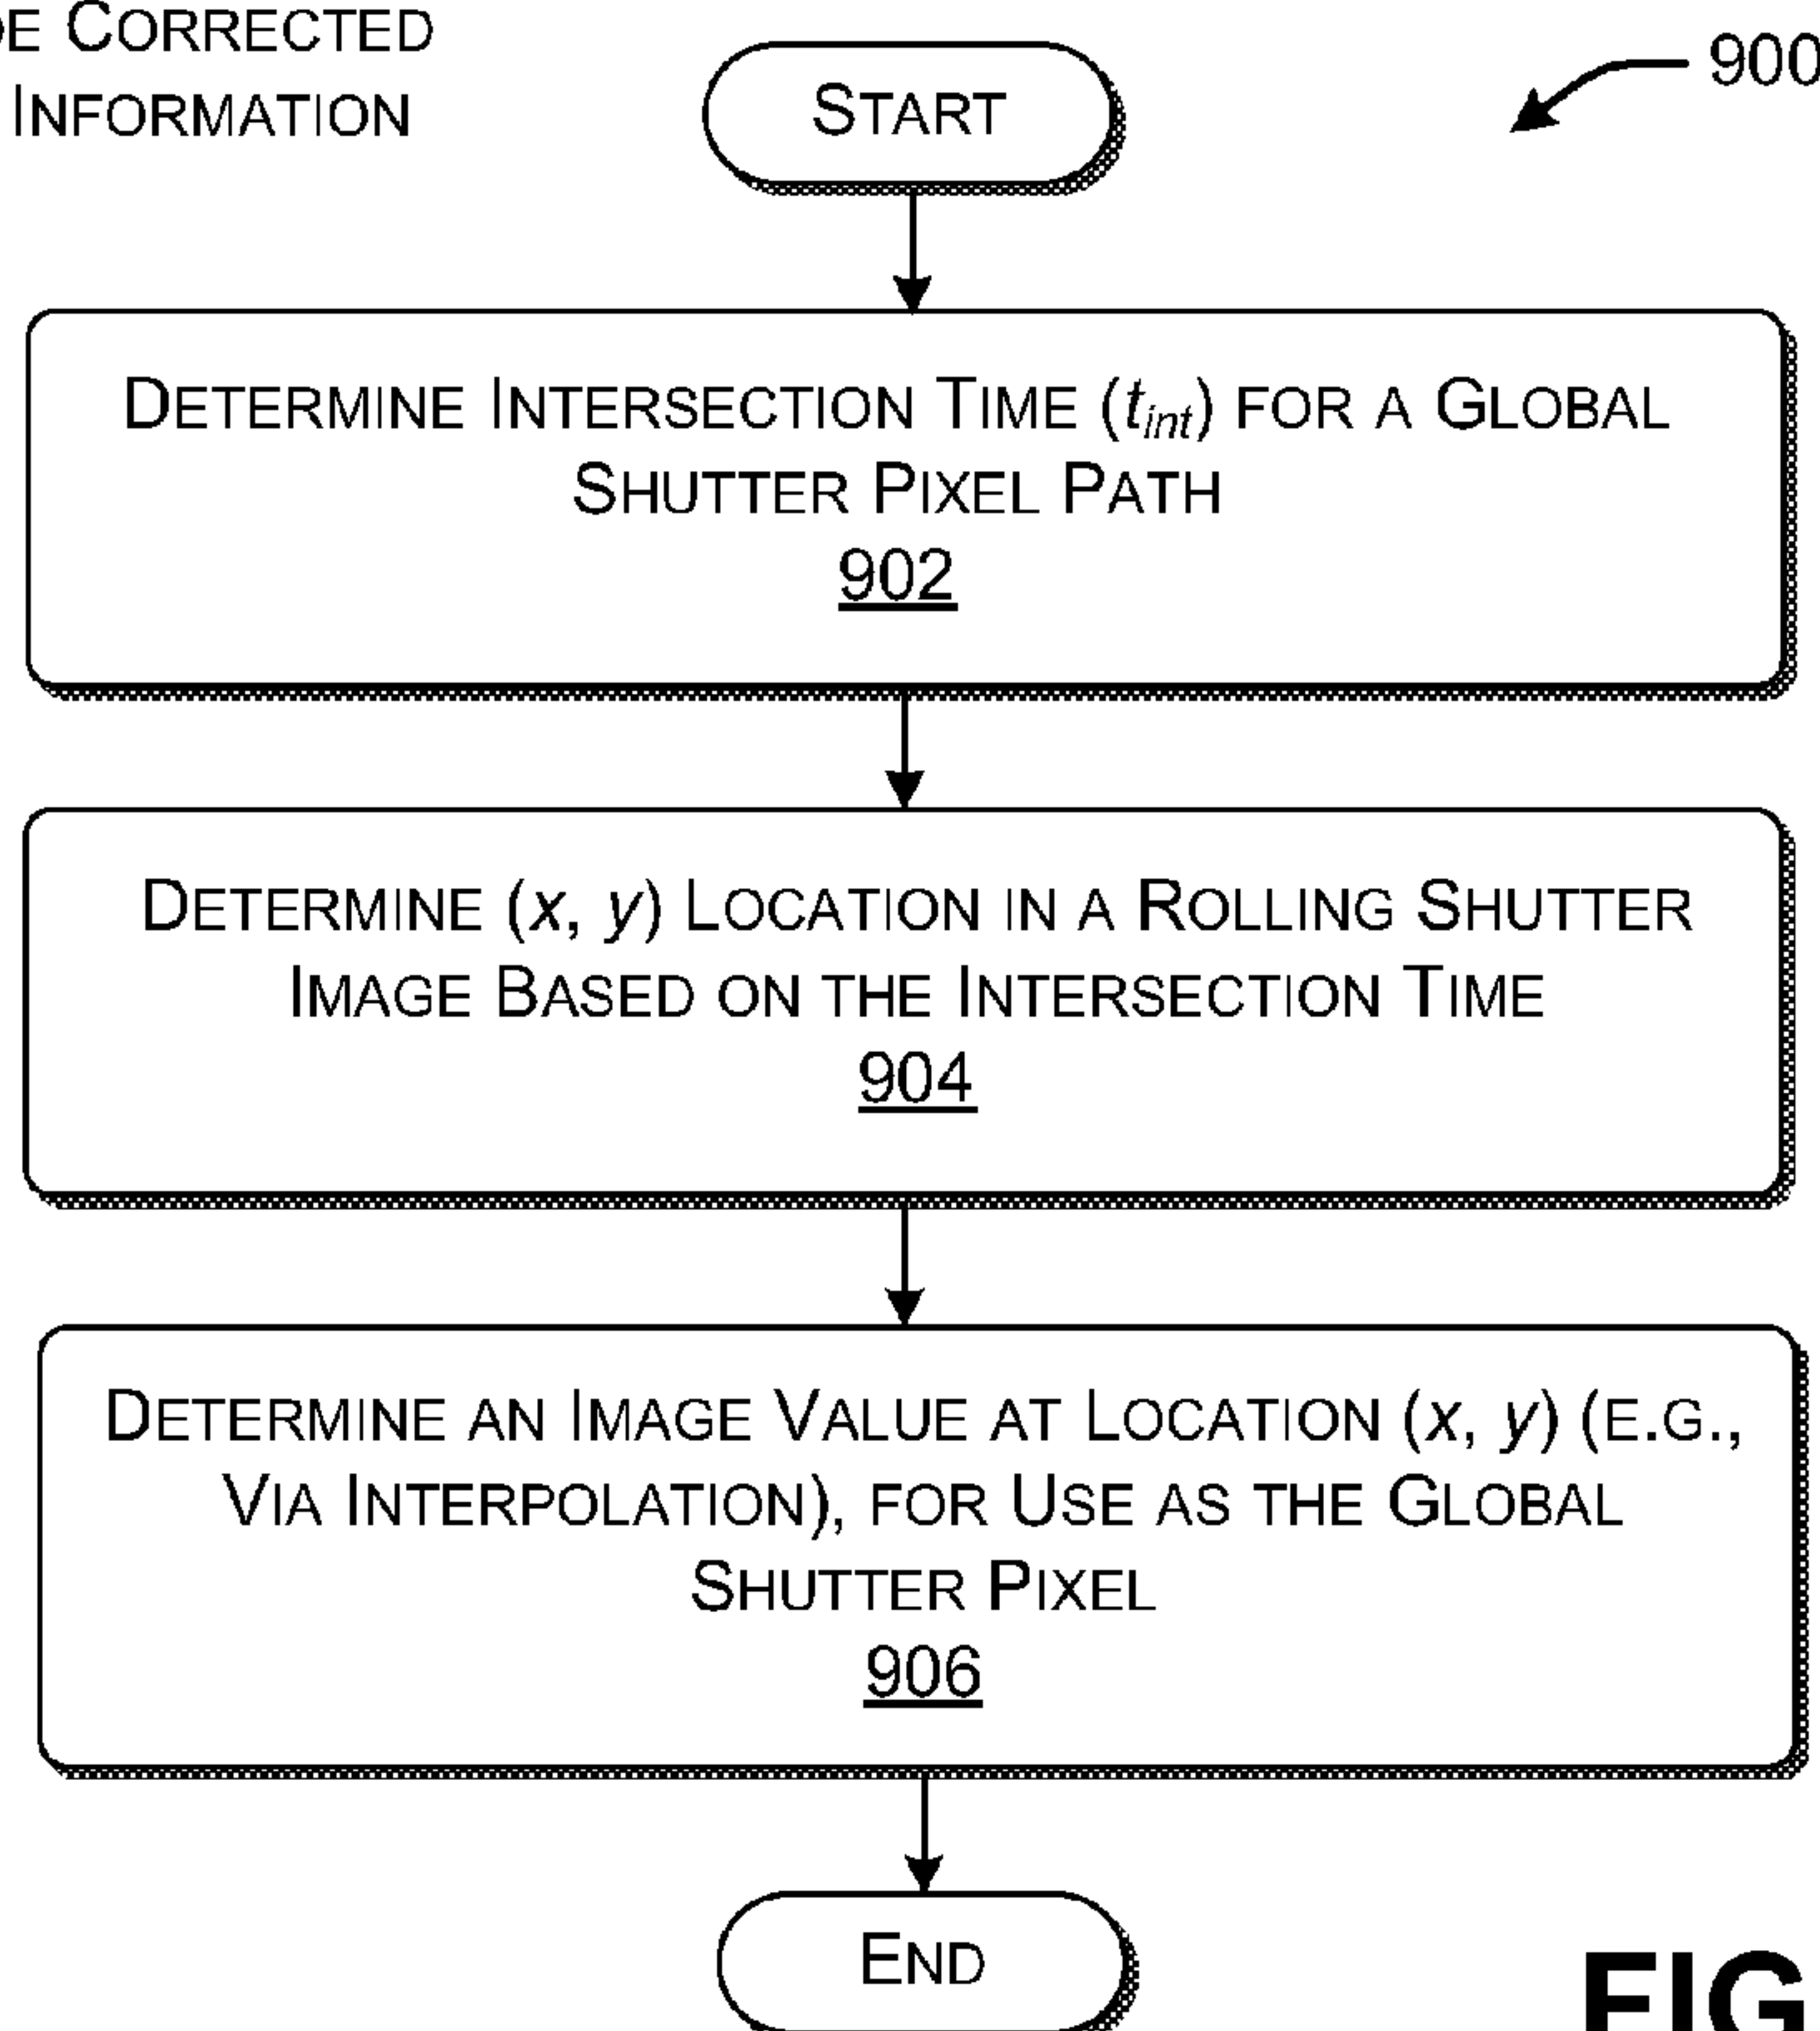 CORRECTED
INFORMATION
START
900
DETERMINE INTERSECTION TIME (tint) FOR A GLOBAL
SHUTTER PIXEL PATH
902
DETERMINE (x, y) LOCATION IN A ROLLING SHUTTER
IMAGE BASED ON THE INTERSECTION TIME
904
DETERMINE AN IMAGE VALUE AT LOCATION (x, y) (E.G.,
VIA INTERPOLATION), FOR USE AS THE GLOBAL
SHUTTER PIXEL
906
END
FIG